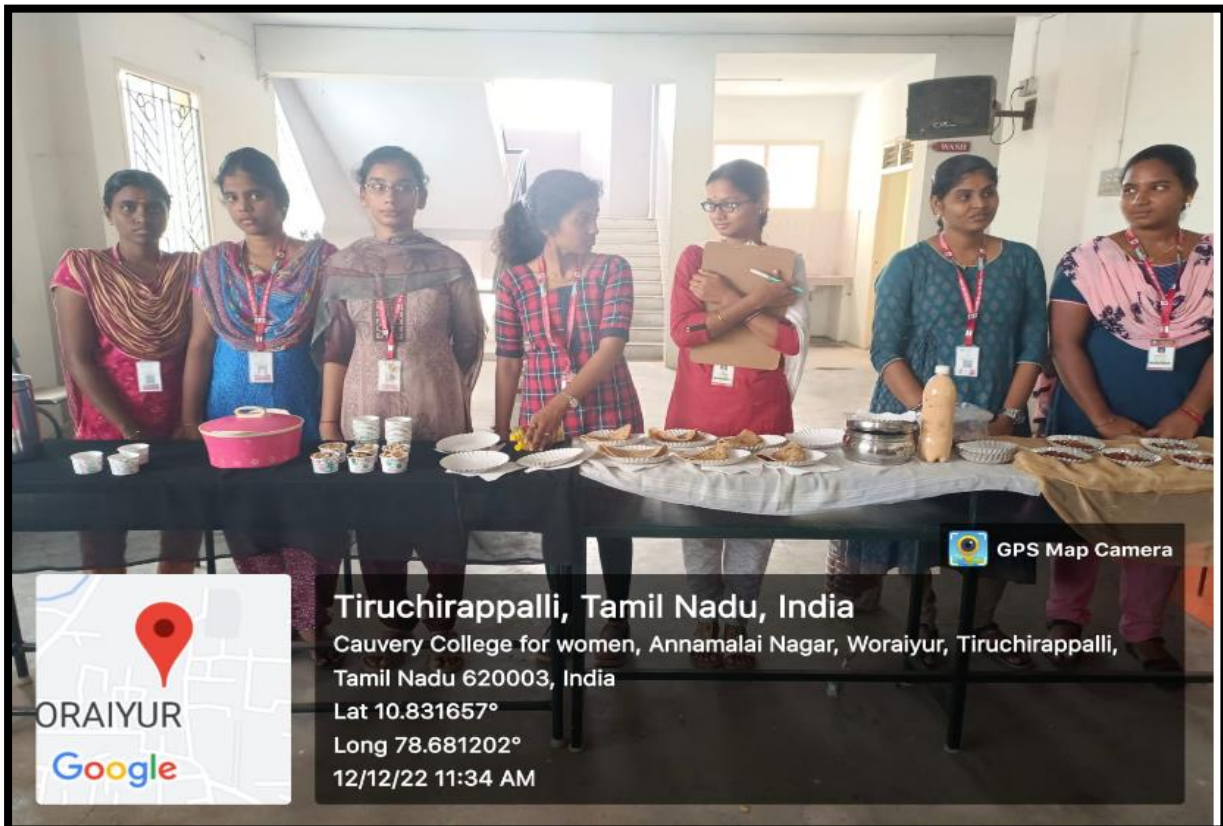 WASH
GPS Map Camera
Tiruchirappalli, Tamil Nadu, India
Cauvery College for women, Annamalai Nagar, Woraiyur, Tiruchirappalli,
Tamil Nadu 620003, India
Lat 10.831657°
Long 78.681202°
12/12/22 11:34 AM
ORAIYUR
Google